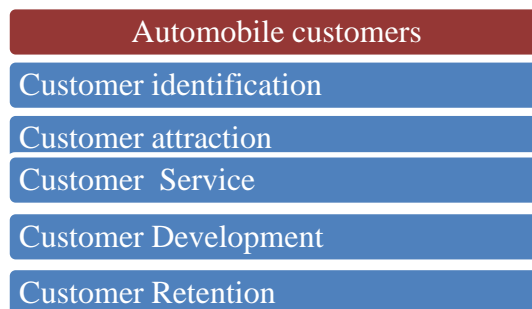 Automobile customers
Customer identification
Customer attraction
Customer  Service
Customer Development
Customer Retention